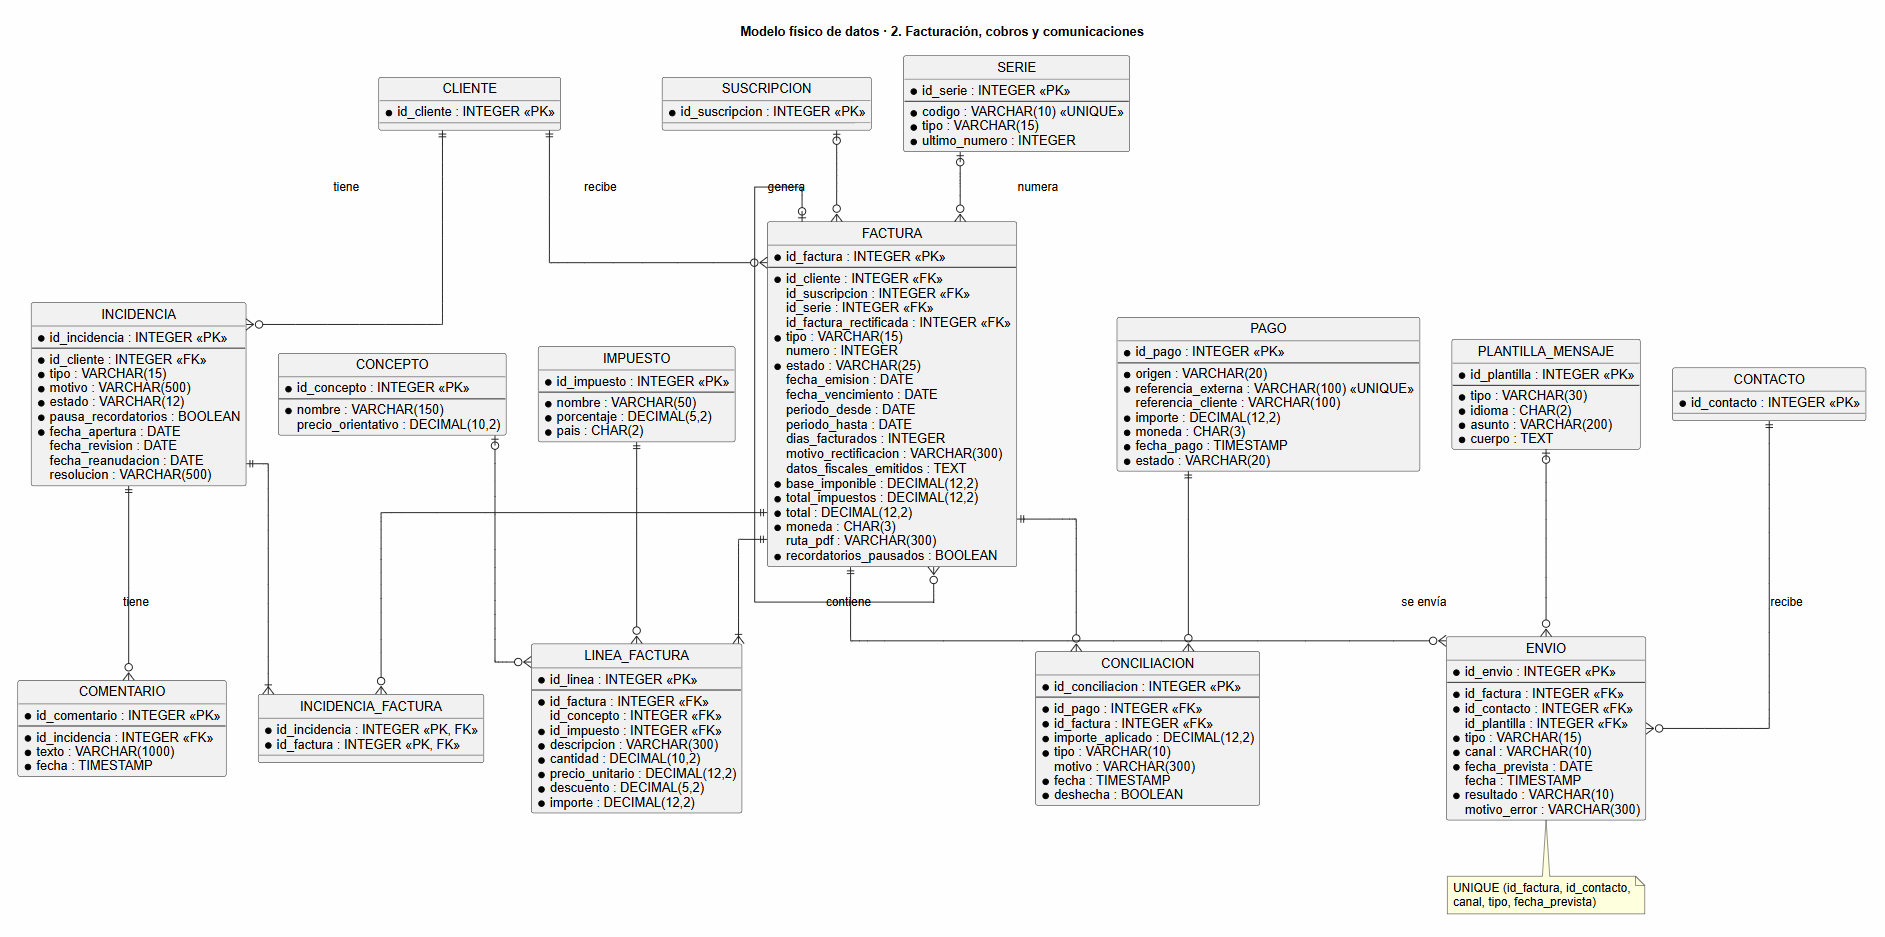 Modelo físico de datos · 2. Facturación, cobros y comunicaciones
CLIENTE
id_cliente : INTEGER «PK»
SUSCRIPCION
id_suscripcion : INTEGER «PK»
SERIE
id_serie : INTEGER «PK»
codigo : VARCHAR(10) «UNIQUE»
tipo : VARCHAR(15)
ultimo_numero : INTEGER
tiene
recibe
genera
numera
FACTURA
id_factura : INTEGER «PK»
id_cliente : INTEGER «FK»
id_suscripcion : INTEGER «FK»
id_serie : INTEGER «FK»
id_factura_rectificada : INTEGER «FK»
tipo : VARCHAR(15)
numero : INTEGER
estado : VARCHAR(25)
fecha_emision : DATE
fecha_vencimiento : DATE
periodo_desde : DATE
periodo_hasta : DATE
dias_facturados : INTEGER
motivo_rectificacion : VARCHAR(300)
datos_fiscales_emitidos : TEXT
base_imponible : DECIMAL(12,2)
total_impuestos : DECIMAL(12,2)
total : DECIMAL(12,2)
moneda : CHAR(3)
ruta_pdf : VARCHAR(300)
recordatorios_pausados : BOOLEAN
INCIDENCIA
id_incidencia : INTEGER «PK»
id_cliente : INTEGER «FK»
tipo : VARCHAR(15)
motivo : VARCHAR(500)
estado : VARCHAR(12)
pausa_recordatorios : BOOLEAN
fecha_apertura : DATE
fecha_revision : DATE
fecha_reanudacion : DATE
resolucion : VARCHAR(500)
CONCEPTO
id_concepto : INTEGER «PK»
nombre : VARCHAR(150)
precio_orientativo : DECIMAL(10,2)
IMPUESTO
id_impuesto : INTEGER «PK»
nombre : VARCHAR(50)
porcentaje : DECIMAL(5,2)
pais : CHAR(2)
PAGO
id_pago : INTEGER «PK»
origen : VARCHAR(20)
referencia_externa : VARCHAR(100) «UNIQUE»
referencia_cliente : VARCHAR(100)
importe : DECIMAL(12,2)
moneda : CHAR(3)
fecha_pago : TIMESTAMP
estado : VARCHAR(20)
PLANTILLA_MENSAJE
id_plantilla : INTEGER «PK»
tipo : VARCHAR(30)
idioma : CHAR(2)
asunto : VARCHAR(200)
cuerpo : TEXT
CONTACTO
id_contacto : INTEGER «PK»
tiene
contiene
se envía
recibe
COMENTARIO
id_comentario : INTEGER «PK»
id_incidencia : INTEGER «FK»
texto : VARCHAR(1000)
fecha : TIMESTAMP
INCIDENCIA_FACTURA
id_incidencia : INTEGER «PK, FK»
id_factura : INTEGER «PK, FK»
LINEA_FACTURA
id_linea : INTEGER «PK»
id_factura : INTEGER «FK»
id_concepto : INTEGER «FK»
id_impuesto : INTEGER «FK»
descripcion : VARCHAR(300)
cantidad : DECIMAL(10,2)
precio_unitario : DECIMAL(12,2)
descuento : DECIMAL(5,2)
importe : DECIMAL(12,2)
CONCILIACION
id_conciliacion : INTEGER «PK»
id_pago : INTEGER «FK»
id_factura : INTEGER «FK»
importe_aplicado : DECIMAL(12,2)
tipo : VARCHAR(10)
motivo : VARCHAR(300)
fecha : TIMESTAMP
deshecha : BOOLEAN
ENVIO
id_envio : INTEGER «PK»
id_factura : INTEGER «FK»
id_contacto : INTEGER «FK»
id_plantilla : INTEGER «FK»
tipo : VARCHAR(15)
canal : VARCHAR(10)
fecha_prevista : DATE
fecha : TIMESTAMP
resultado : VARCHAR(10)
motivo_error : VARCHAR(300)
UNIQUE (id_factura, id_contacto,
canal, tipo, fecha_prevista)